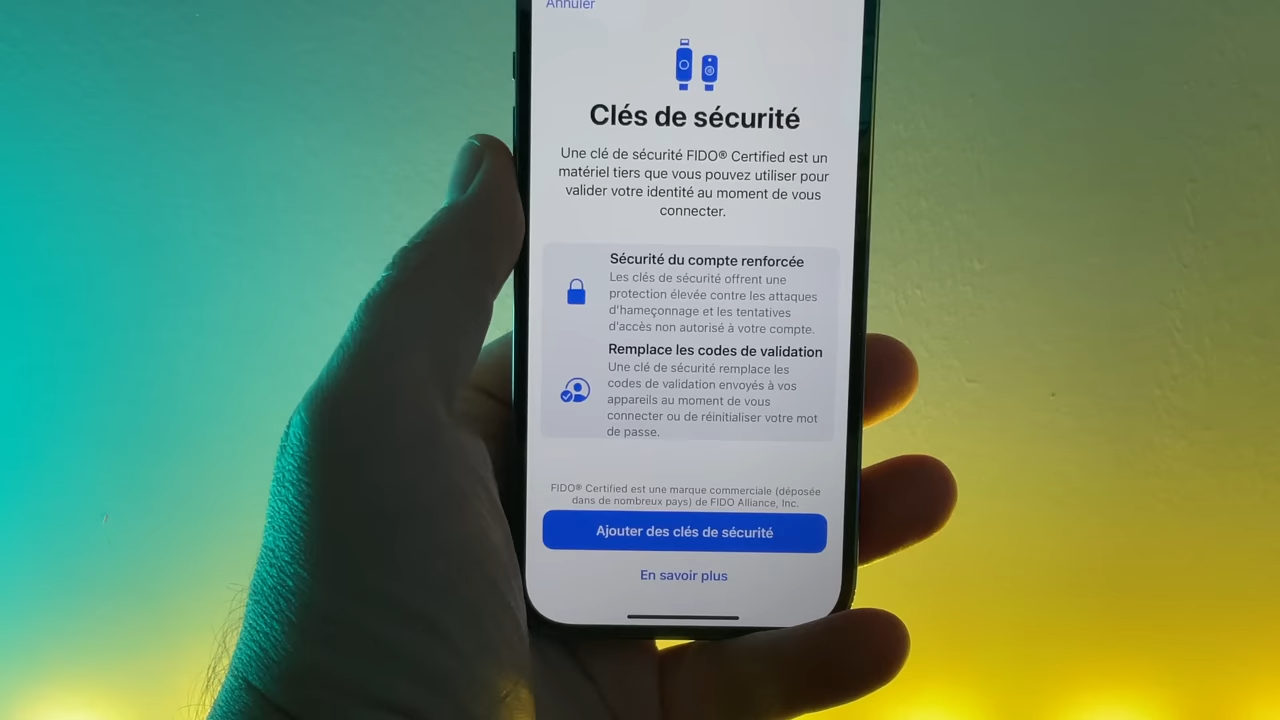 Annuler
Clés de sécurité
Une clé de sécurité FIDO® Certified est un
matériel tiers que vous pouvez utiliser pour
valider votre identité au moment de vous
connecter.
Sécurité du compte renforcée
Les clés de sécurité offrent une
protection élevée contre les attaques
d'hameçonnage et les tentatives
d'accès non autorisé à votre compte.
Remplace les codes de validation
Une clé de sécurité remplace les
codes de validation envoyés à vos
appareils au moment de vous
connecter ou de réinitialiser votre mot
de passe.
FIDO® Certified est une marque commerciale (déposée
dans de nombreux pays) de FIDO Alliance, Inc.
Ajouter des clés de sécurité
En savoir plus